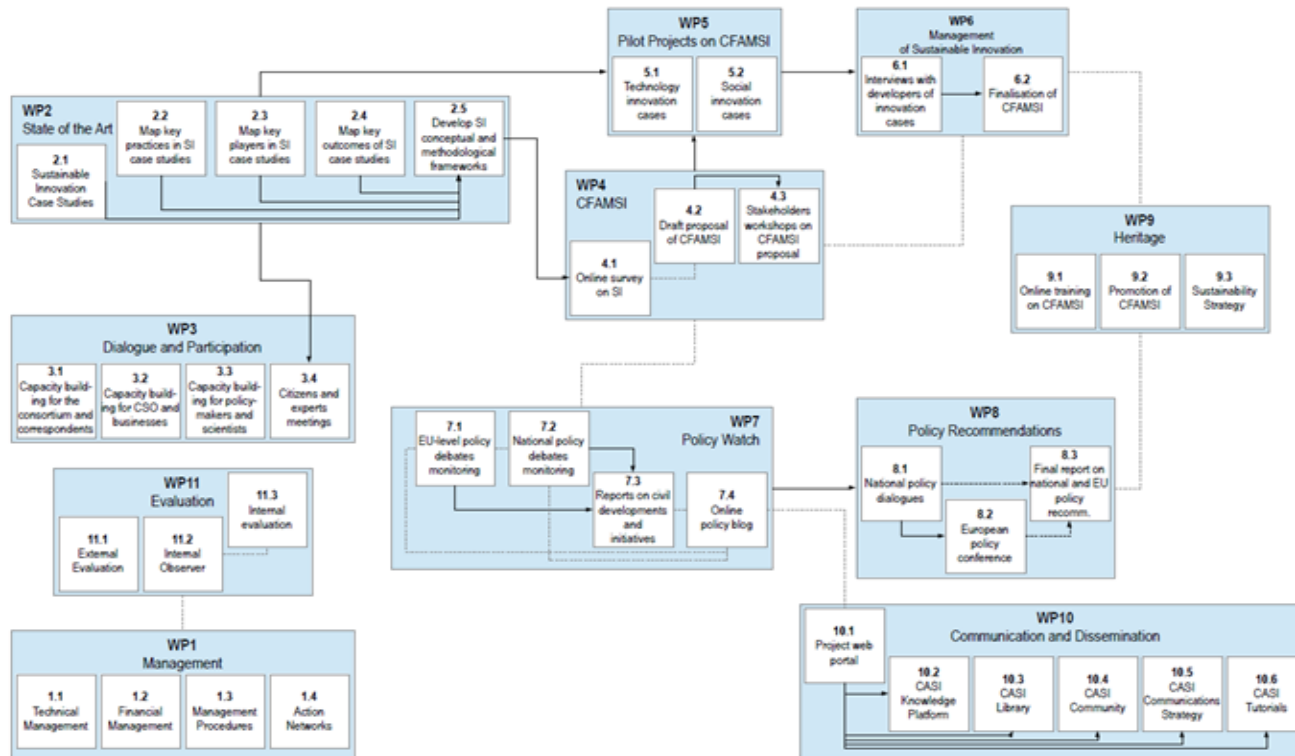 WP5
Pilot Projects on CFAMSI
5.1
Technology
innovation
cases
5.2
Social
innovation
cases
WP6
Management
of Sustainable Innovation
6.1
Interviews with
developers of
innovation
cases
6.2
Finalisation of
CFAMSI
WP2
State of the Art
2.1
Sustainable
Innovation
Case Studies
2.2
Map key
practices in SI
case studies
2.3
Map key
players in SI
case studies
2.4
Map key
outcomes of SI
case studies
2.5
Develop SI
conceptual and
methodological
frameworks
WP4
CFAMSI
4.1
Online survey
on SI
4.2
Draft proposal
of CFAMSI
4.3
Stakeholders
workshops on
CFAMSI
proposal
WP9
Heritage
9.1
Online training
on CFAMSI
9.2
Promotion of
CFAMSI
9.3
Sustainability
Strategy
WP3
Dialogue and Participation
3.1
Capacity build-
ing for the
consortium and
correspondents
3.2
Capacity build-
ing for CSO and
businesses
3.3
Capacity build-
ing for policy-
makers and
scientists
3.4
Citizens and
experts
meetings
WP7
Policy Watch
7.1
EU-level policy
debates
monitoring
7.2
National policy
debates
monitoring
7.3
Reports on civil
developments
and
initiatives
7.4
Online
policy blog
WP8
Policy Recommendations
8.1
National policy
dialogues
8.2
European
policy
conference
8.3
Final report on
national and EU
policy
recomm.
WP11
Evaluation
11.1
External
Evaluation
11.2
Internal
Observer
11.3
Internal
evaluation
WP1
Management
1.1
Technical
Management
1.2
Financial
Management
1.3
Management
Procedures
1.4
Action
Networks
WP10
Communication and Dissemination
10.1
Project web
portal
10.2
CASI
Knowledge
Platform
10.3
CASI
Library
10.4
CASI
Community
10.5
CASI
Communications
Strategy
10.6
CASI
Tutorials